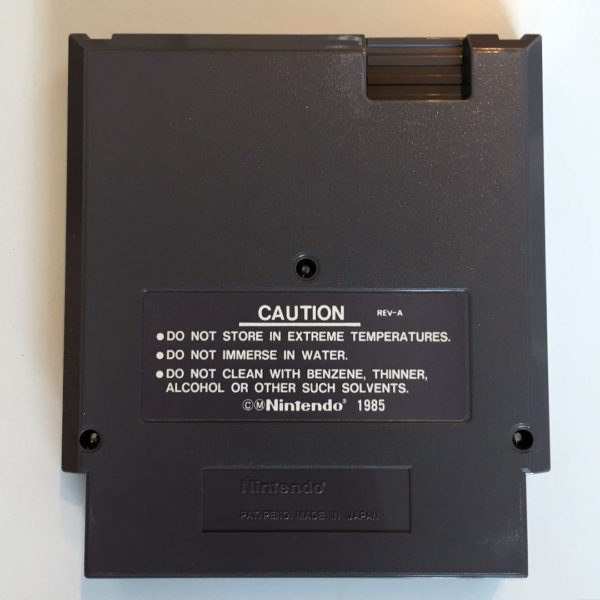 CAUTION REV-A
●DO NOT STORE IN EXTREME TEMPERATURES.
●DO NOT IMMERSE IN WATER.
●DO NOT CLEAN WITH BENZENE, THINNER,
ALCOHOL OR OTHER SUCH SOLVENTS.
ⒸⓂNintendo® 1985
Nintendo®
PAT. PEND. MADE IN JAPAN